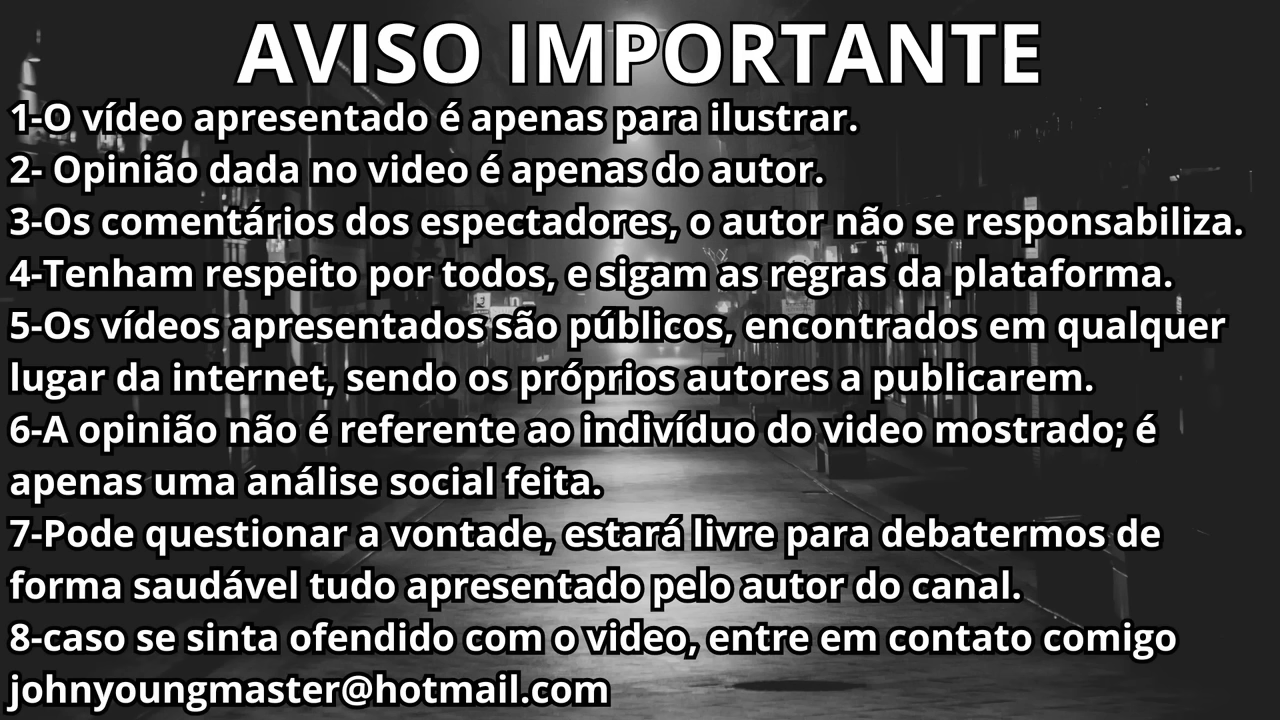 AVISO IMPORTANTE
1-O vídeo apresentado é apenas para ilustrar.
2- Opinião dada no video é apenas do autor.
3-Os comentários dos espectadores, o autor não se responsabiliza.
4-Tenham respeito por todos, e sigam as regras da plataforma.
5-Os vídeos apresentados são públicos, encontrados em qualquer
lugar da internet, sendo os próprios autores a publicarem.
6-A opinião não é referente ao indivíduo do video mostrado; é
apenas uma análise social feita.
7-Pode questionar a vontade, estará livre para debatermos de
forma saudável tudo apresentado pelo autor do canal.
8-caso se sinta ofendido com o video, entre em contato comigo
johnyoungmaster@hotmail.com